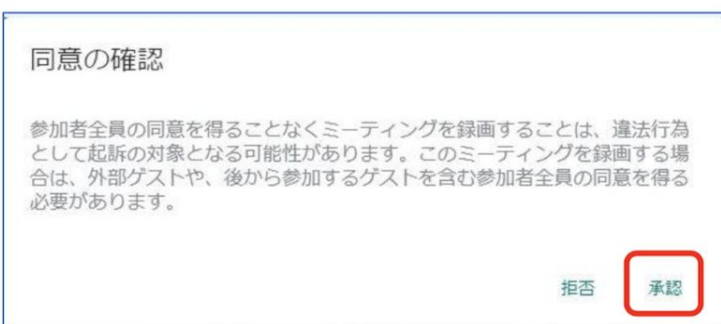 同意の確認
参加者全員の同意を得ることなくミーティングを録画することは、違法行為
として起訴の対象となる可能性があります。このミーティングを録画する場
合は、外部ゲストや、後から参加するゲストを含む参加者全員の同意を得る
必要があります。
拒否 承認